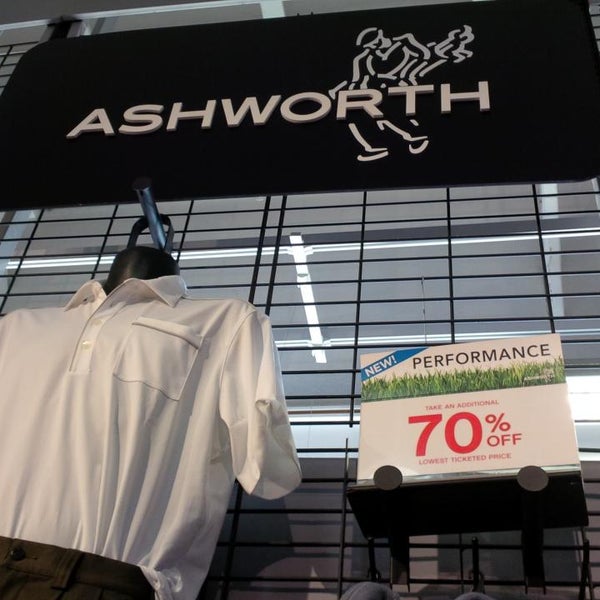 ASHWORTH
NEW!
PERFORMANCE
TAKE AN ADDITIONAL
70% OFF
LOWEST TICKETED PRICE